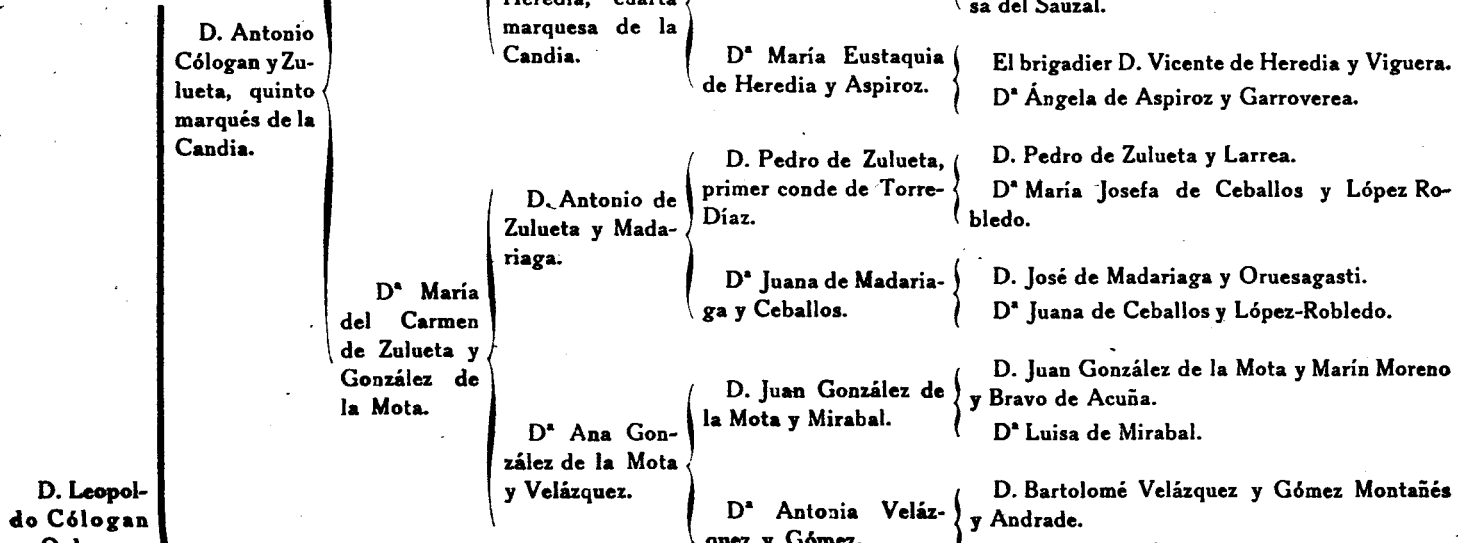 D. Antonio
Cólogan y Zu-
lueta, quinto
marqués de la
Candia.
Heredia, cuarta
marquesa de la
Candia.
sa del Sauzal.
Dª María Eustaquia
de Heredia y Aspiroz.
El brigadier D. Vicente de Heredia y Viguera.
Dª Ángela de Aspiroz y Garroverea.
Dª María
del Carmen
de Zulueta y
González de
la Mota.
D. Antonio de
Zulueta y Mada-
riaga.
D. Pedro de Zulueta,
primer conde de Torre-
Díaz.
D. Pedro de Zulueta y Larrea.
Dª María Josefa de Ceballos y López Ro-
bledo.
Dª Juana de Madaria-
ga y Ceballos.
D. José de Madariaga y Oruesagasti.
Dª Juana de Ceballos y López-Robledo.
Dª Ana Gon-
zález de la Mota
y Velázquez.
D. Juan González de
la Mota y Mirabal.
D. Juan González de la Mota y Marín Moreno
y Bravo de Acuña.
Dª Luisa de Mirabal.
Dª Antonia Veláz-
quez y Gómez.
D. Bartolomé Velázquez y Gómez Montañés
y Andrade.
D. Leopol-
do Cólogan